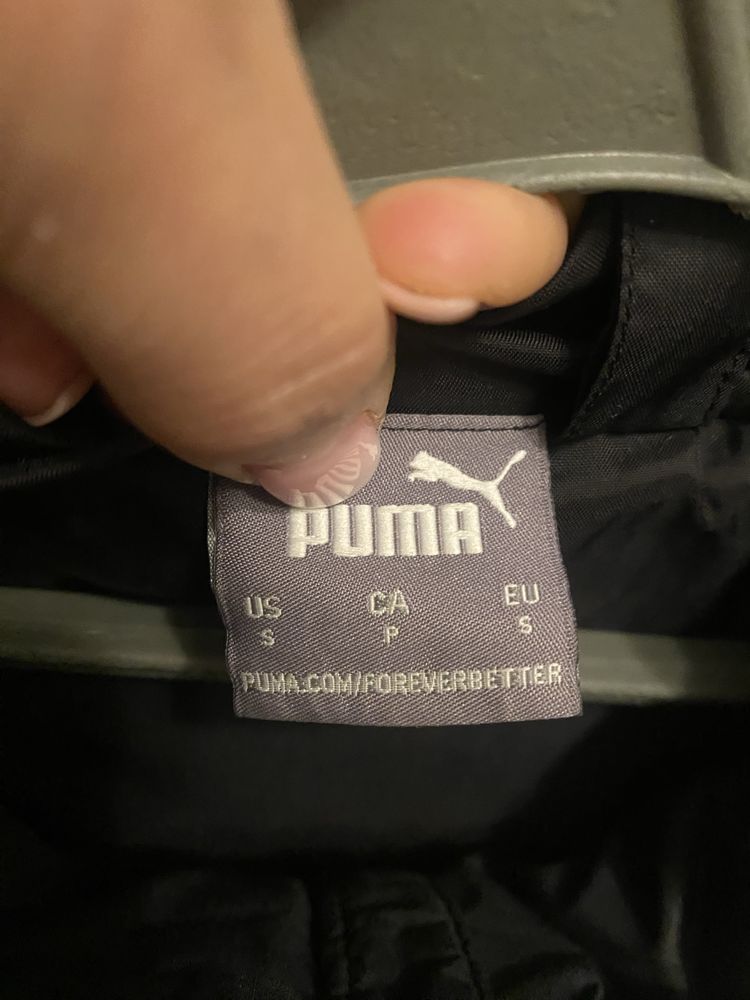 PUMA
US CA EU
S P S
PUMA.COM/FOREVERBETTER